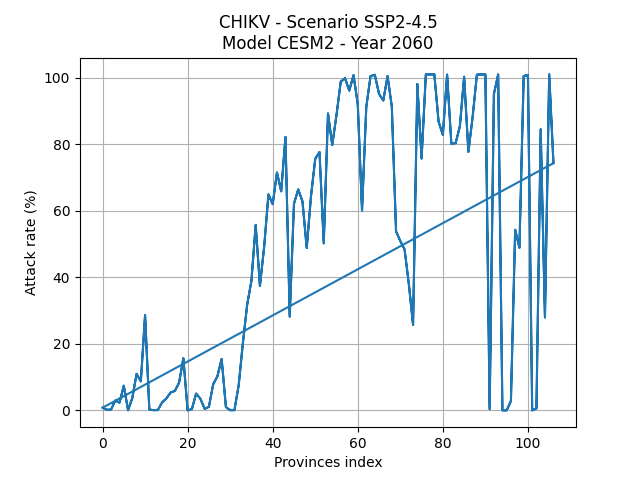 CHIKV - Scenario SSP2-4.5
Model CESM2 - Year 2060
100
80
60
40
20
0
Attack rate (%)
0 20 40 60 80 100
Provinces index